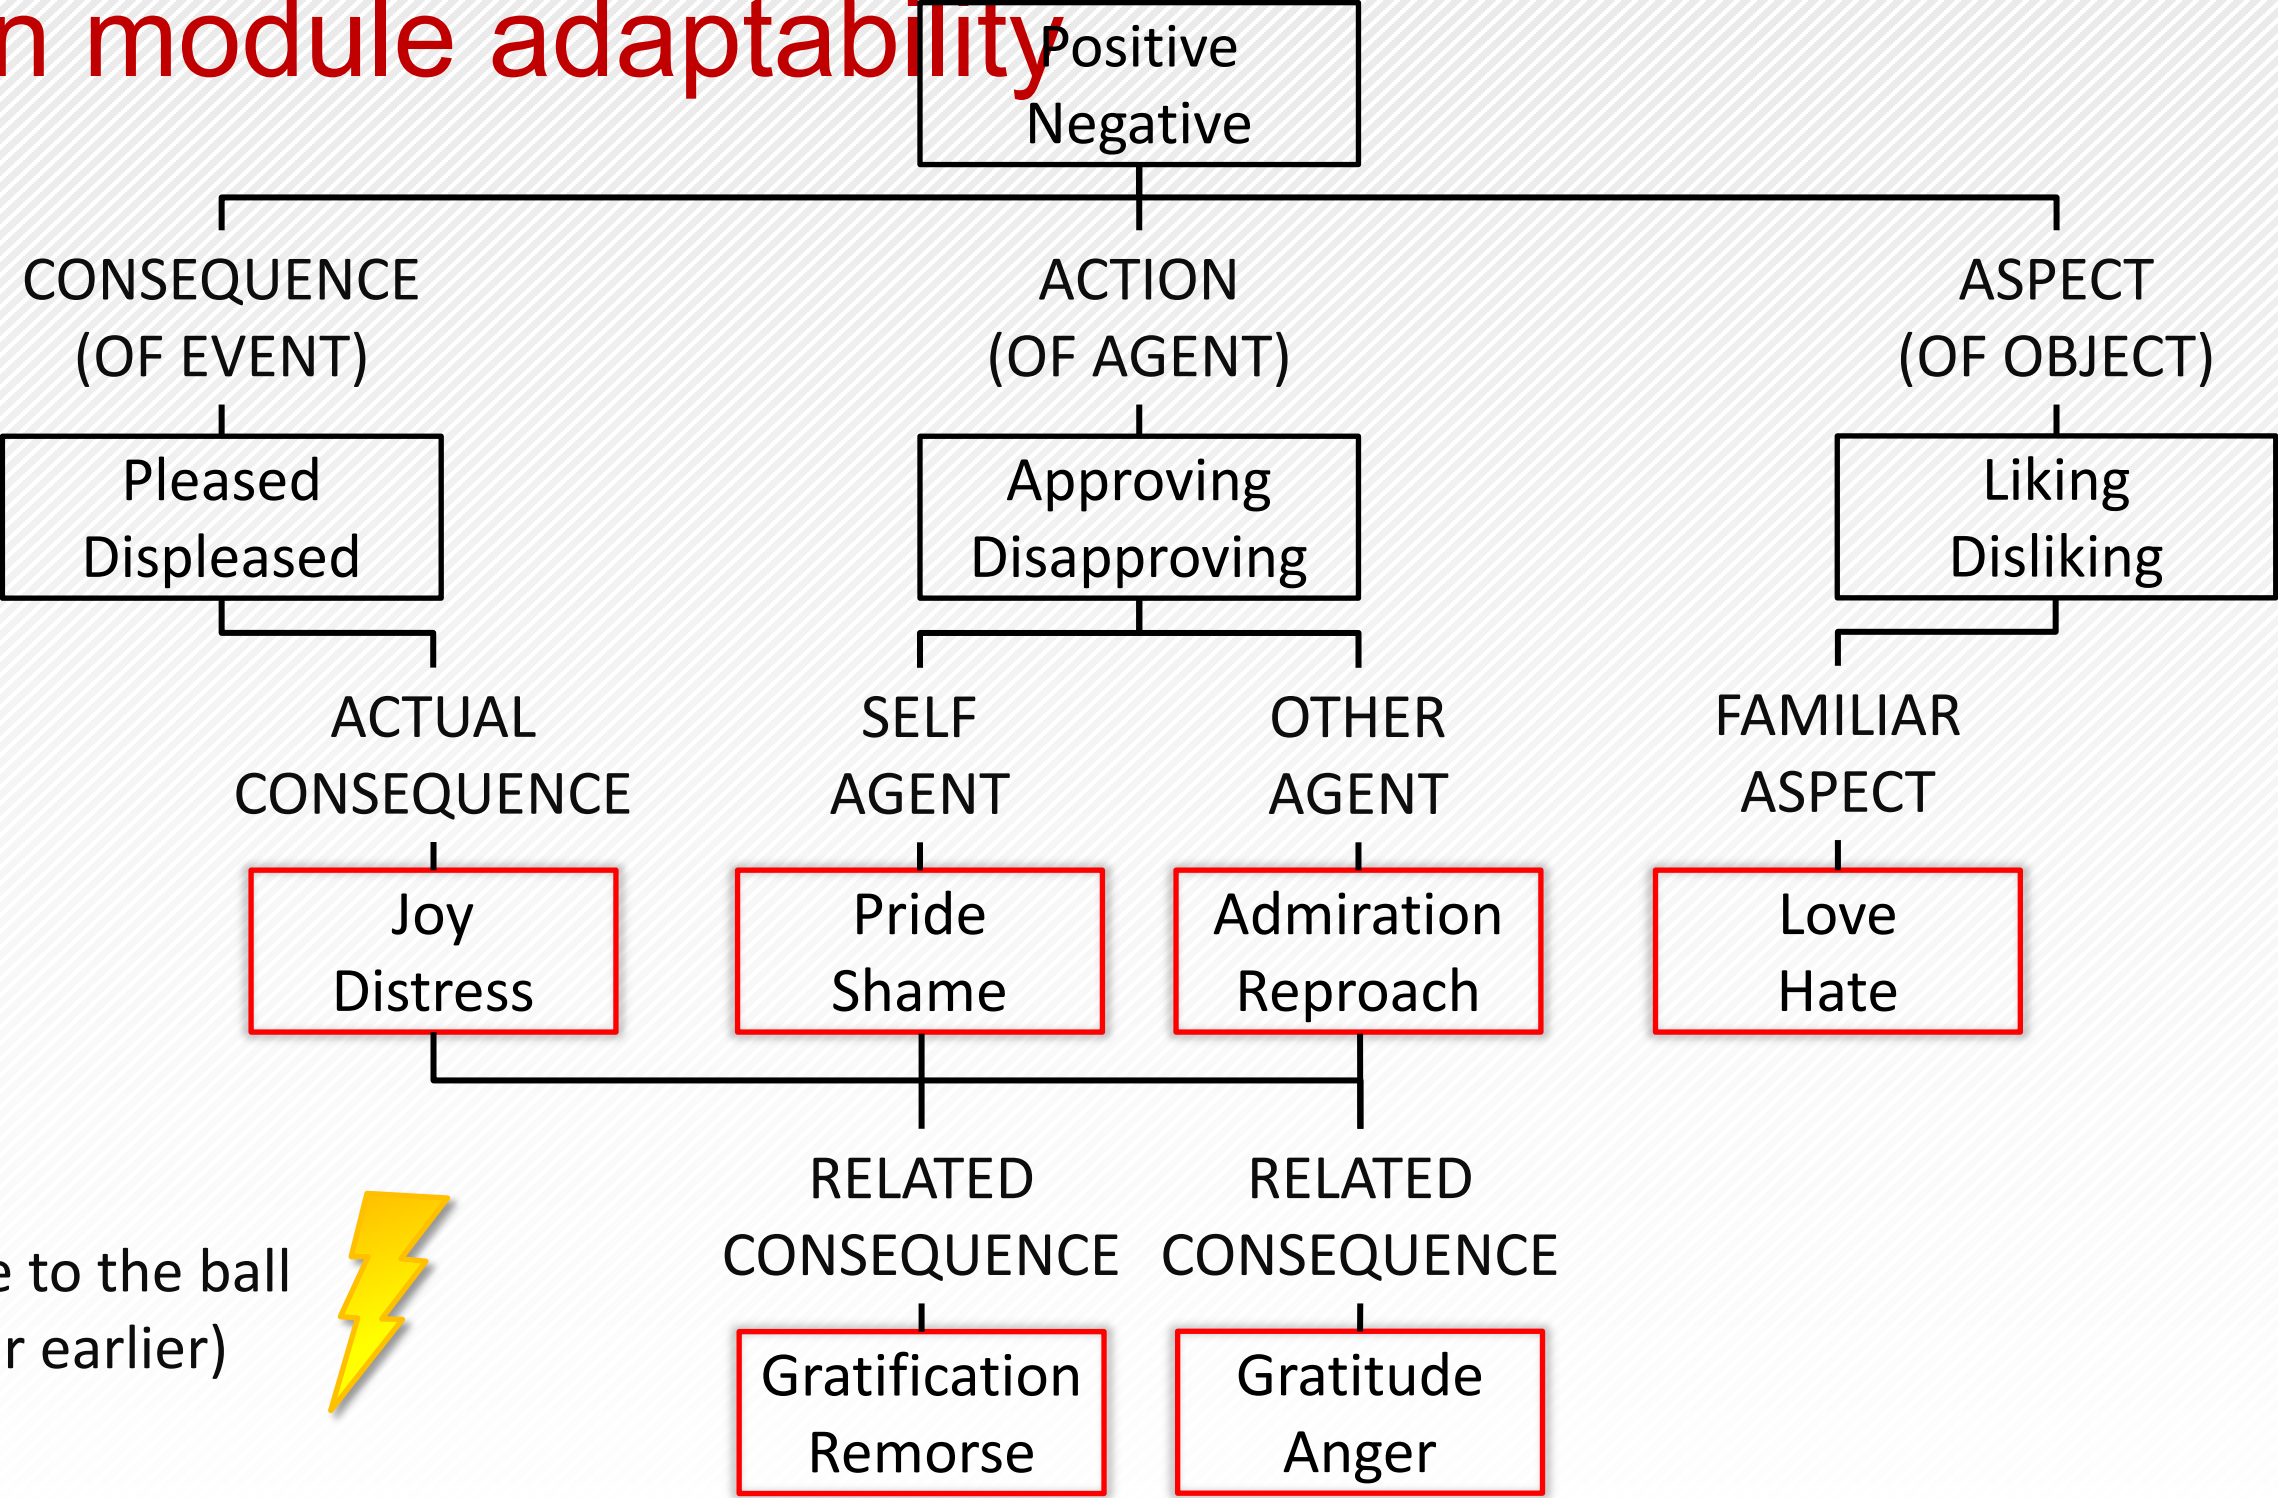 n module adaptability
Positive
Negative
CONSEQUENCE
(OF EVENT)
ACTION
(OF AGENT)
ASPECT
(OF OBJECT)
Pleased
Displeased
Approving
Disapproving
Liking
Disliking
ACTUAL
CONSEQUENCE
SELF
AGENT
OTHER
AGENT
FAMILIAR
ASPECT
Joy
Distress
Pride
Shame
Admiration
Reproach
Love
Hate
RELATED
CONSEQUENCE
RELATED
CONSEQUENCE
e to the ball
r earlier)
Gratification
Remorse
Gratitude
Anger